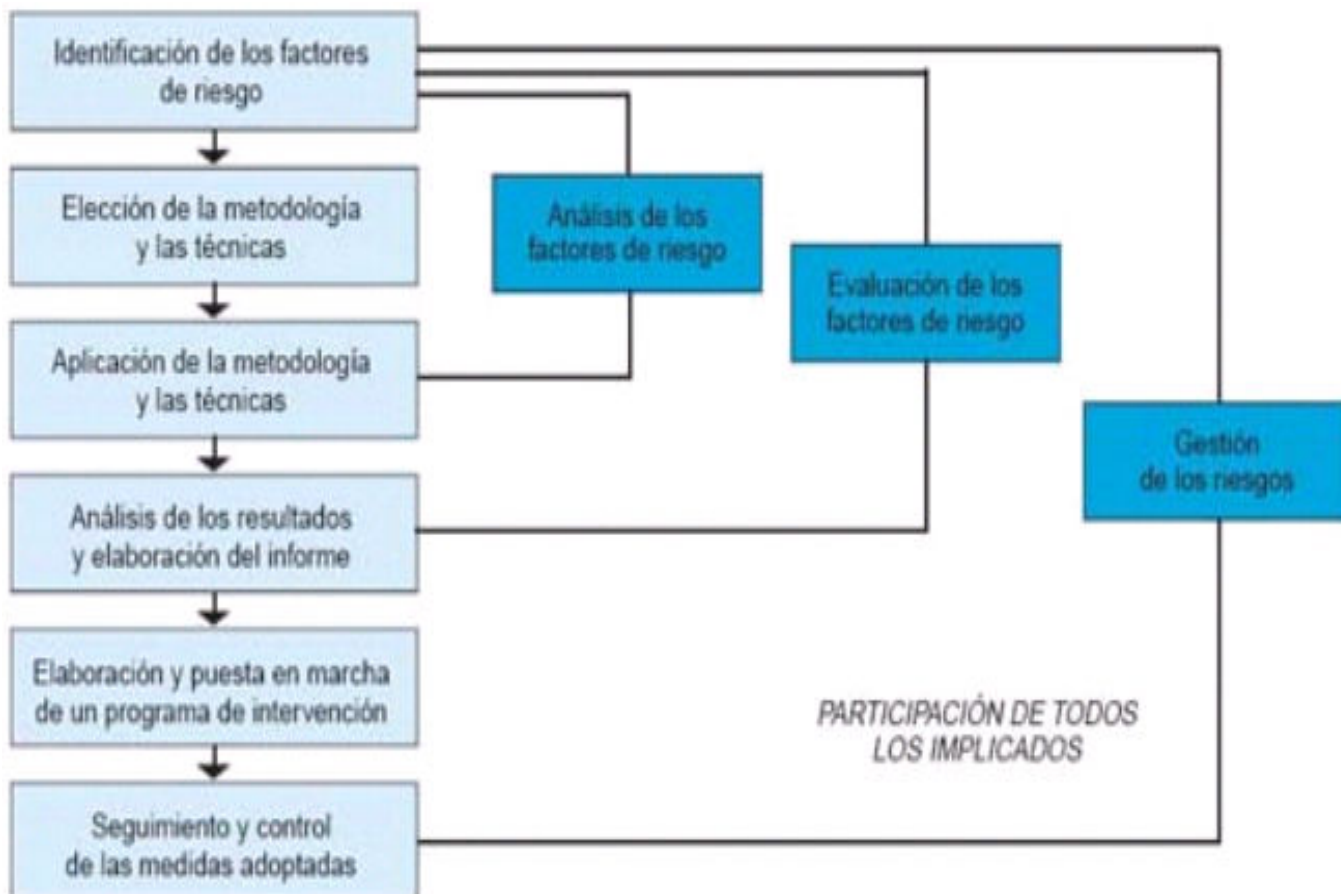 Identificación de los factores
de riesgo
Elección de la metodología
y las técnicas
Aplicación de la metodología
y las técnicas
Análisis de los resultados
y elaboración del informe
Elaboración y puesta en marcha
de un programa de intervención
Seguimiento y control
de las medidas adoptadas
Análisis de los
factores de riesgo
Evaluación de los
factores de riesgo
Gestión
de los riesgos
PARTICIPACIÓN DE TODOS
LOS IMPLICADOS